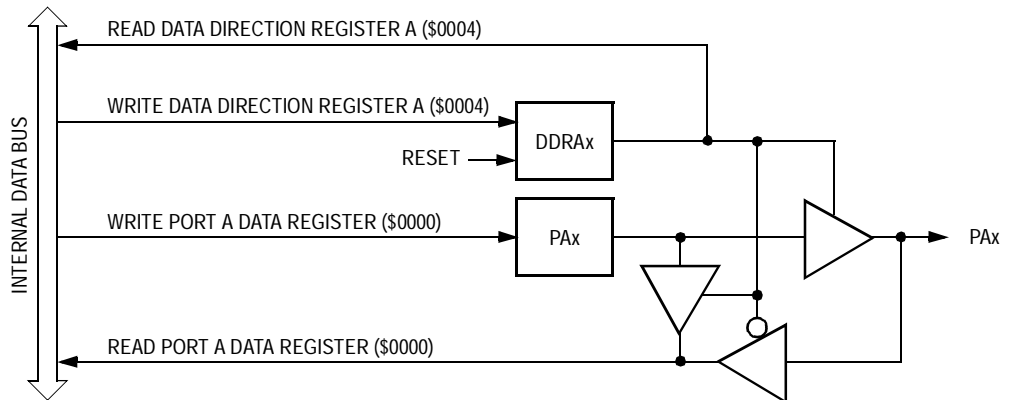 READ DATA DIRECTION REGISTER A ($0004)
WRITE DATA DIRECTION REGISTER A ($0004)
DDRAx
RESET
INTERNAL DATA BUS
WRITE PORT A DATA REGISTER ($0000)
PAx
PAx
READ PORT A DATA REGISTER ($0000)